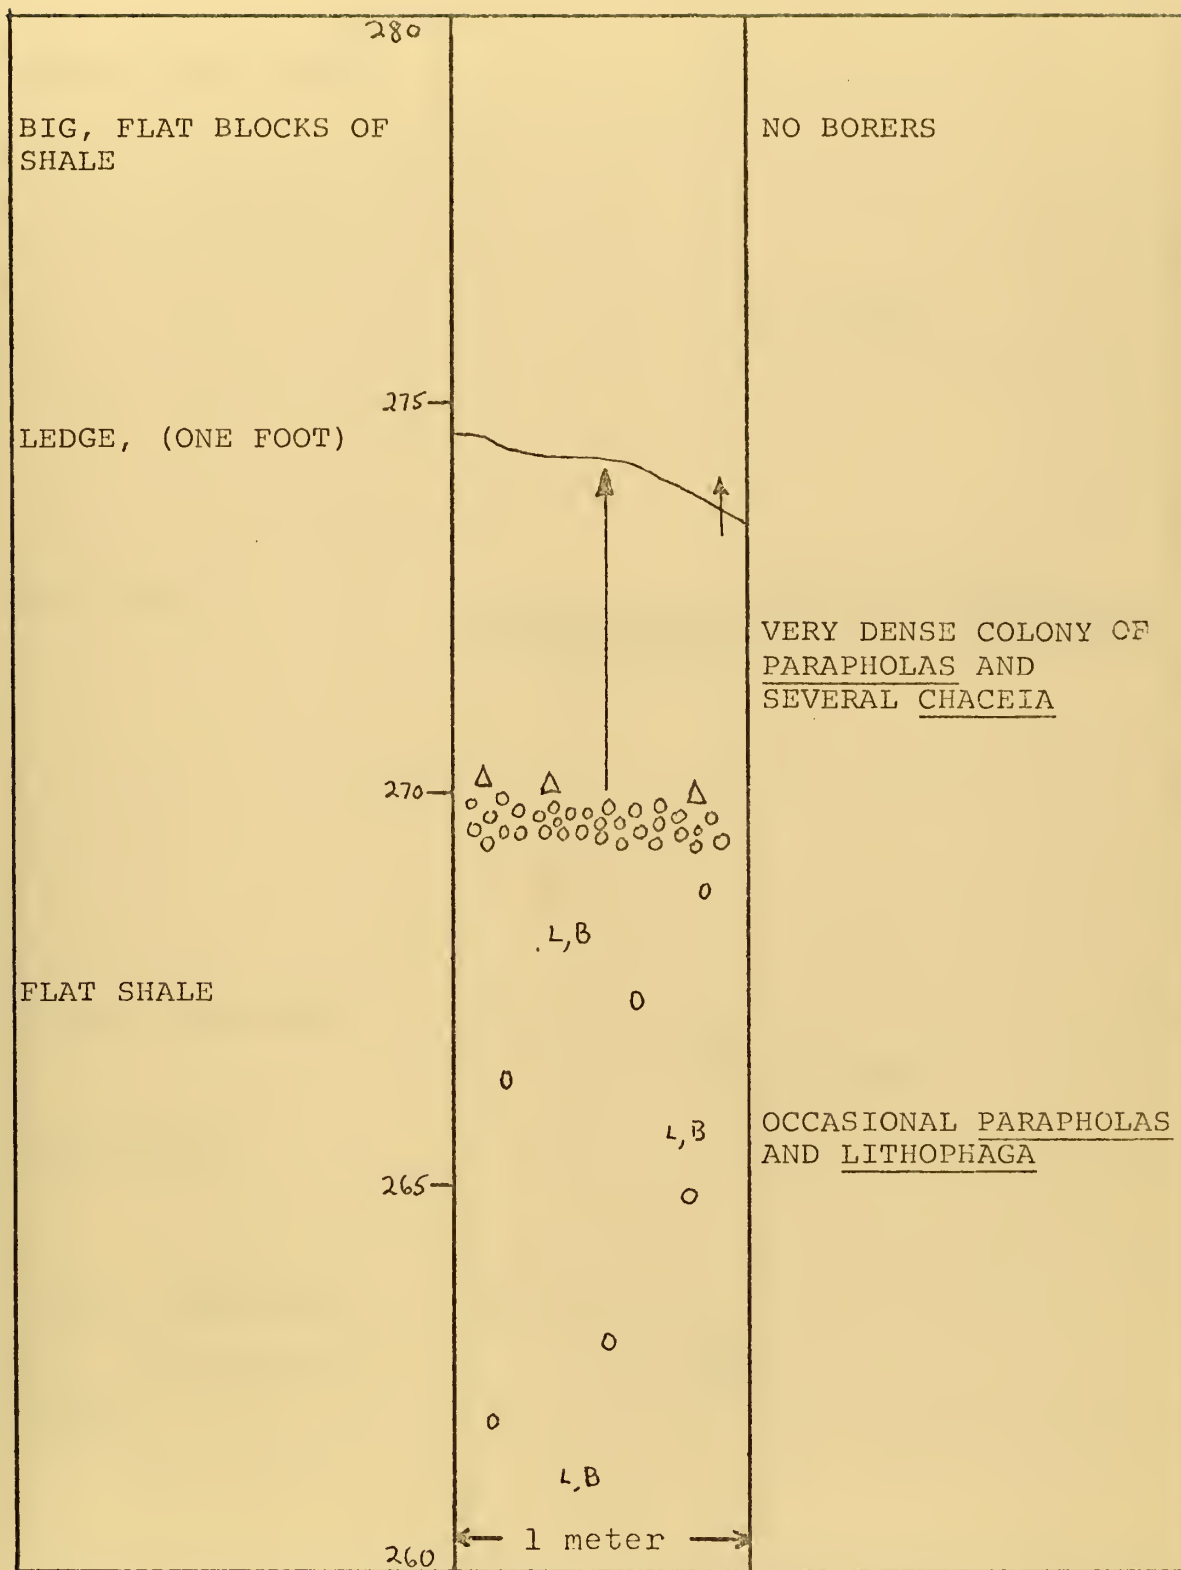 280
BIG, FLAT BLOCKS OF
SHALE
NO BORERS
275
LEDGE, (ONE FOOT)
VERY DENSE COLONY OF
PARAPHOLAS AND
SEVERAL CHACEIA
270
L,B
FLAT SHALE
L,B
OCCASIONAL PARAPHOLAS
AND LITHOPHAGA
265
L,B
1 meter
260